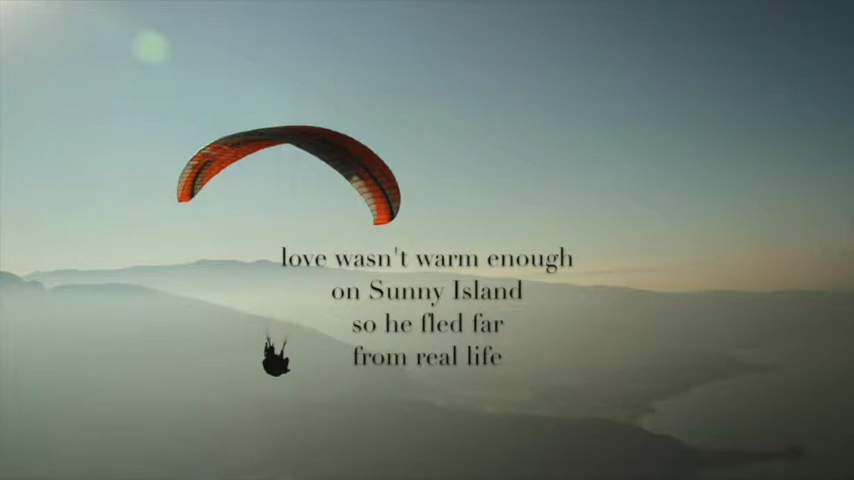 love wasn't warm enough
on Sunny Island
so he fled far
from real life